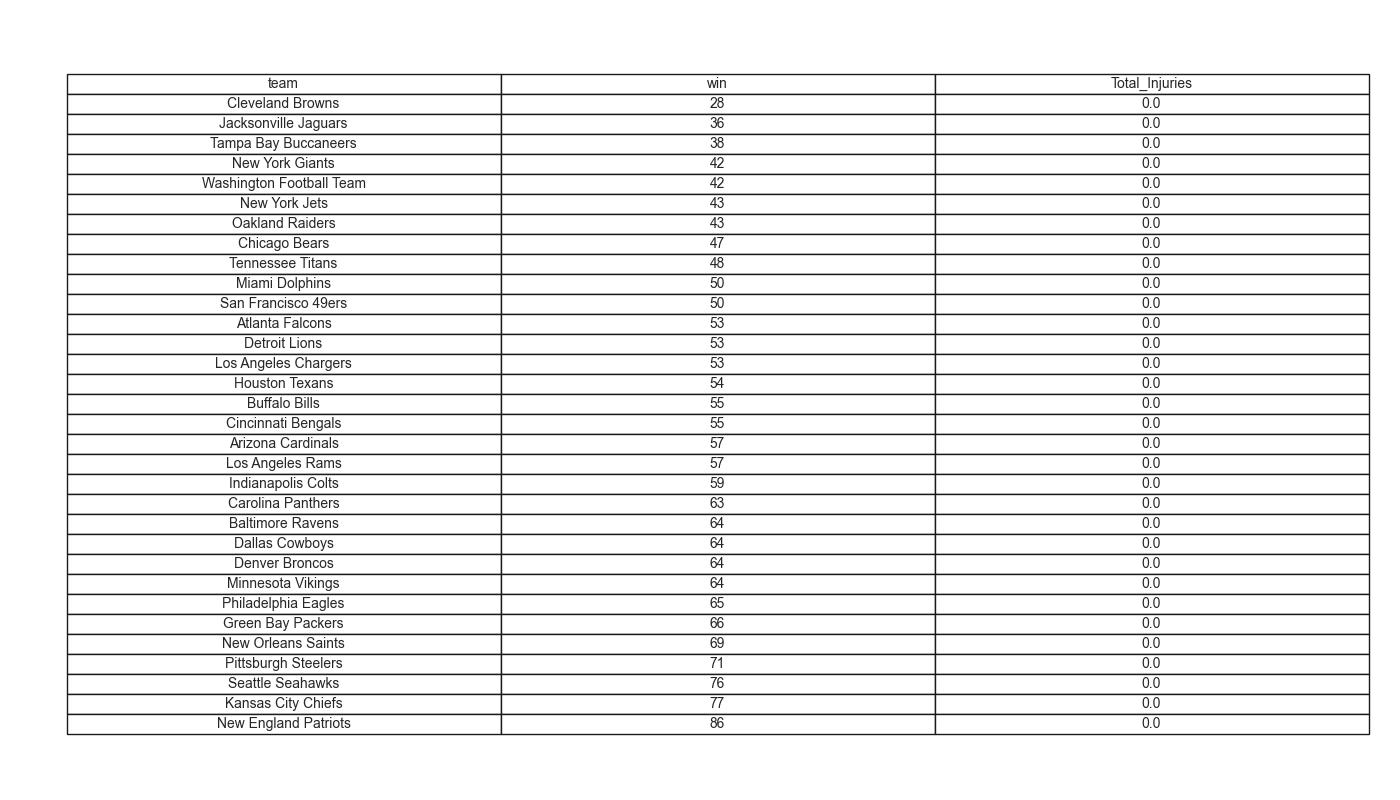 team win Total_Injuries
Cleveland Browns 28 0.0
Jacksonville Jaguars 36 0.0
Tampa Bay Buccaneers 38 0.0
New York Giants 42 0.0
Washington Football Team 42 0.0
New York Jets 43 0.0
Oakland Raiders 43 0.0
Chicago Bears 47 0.0
Tennessee Titans 48 0.0
Miami Dolphins 50 0.0
San Francisco 49ers 50 0.0
Atlanta Falcons 53 0.0
Detroit Lions 53 0.0
Los Angeles Chargers 53 0.0
Houston Texans 54 0.0
Buffalo Bills 55 0.0
Cincinnati Bengals 55 0.0
Arizona Cardinals 57 0.0
Los Angeles Rams 57 0.0
Indianapolis Colts 59 0.0
Carolina Panthers 63 0.0
Baltimore Ravens 64 0.0
Dallas Cowboys 64 0.0
Denver Broncos 64 0.0
Minnesota Vikings 64 0.0
Philadelphia Eagles 65 0.0
Green Bay Packers 66 0.0
New Orleans Saints 69 0.0
Pittsburgh Steelers 71 0.0
Seattle Seahawks 76 0.0
Kansas City Chiefs 77 0.0
New England Patriots 86 0.0